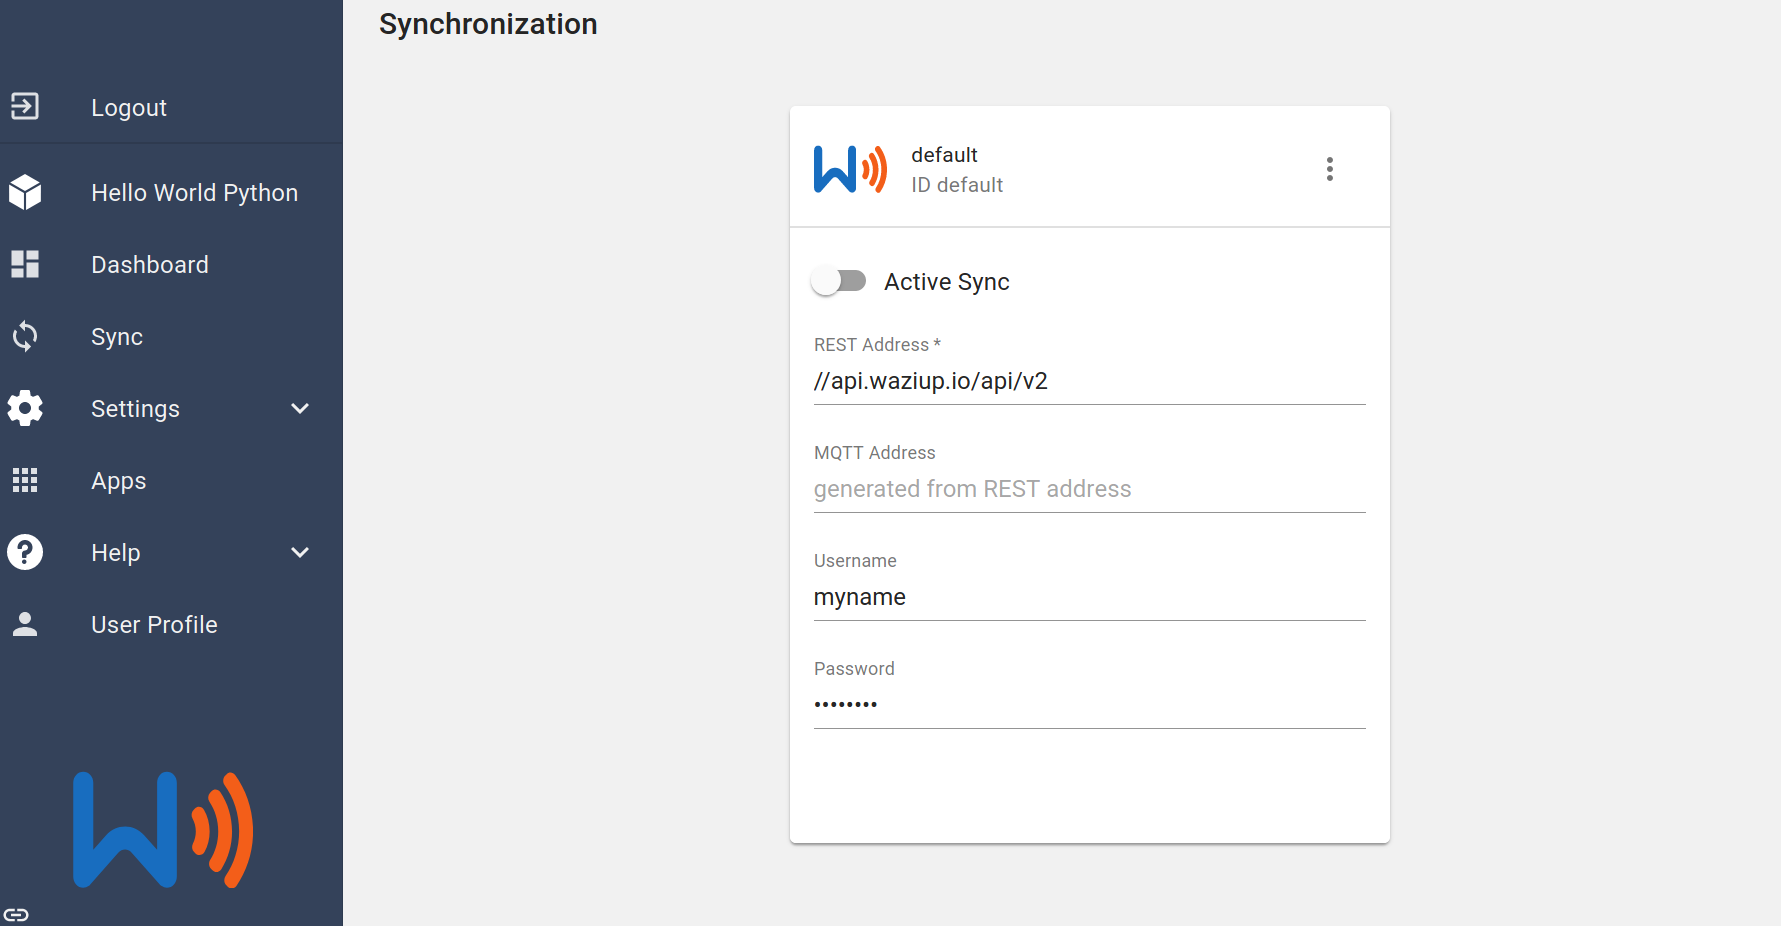 Synchronization
Logout
Hello World Python
Dashboard
Sync
Settings
Apps
Help
User Profile
default
ID default
Active Sync
REST Address *
//api.waziup.io/api/v2
MQTT Address
generated from REST address
Username
myname
Password
••••••••